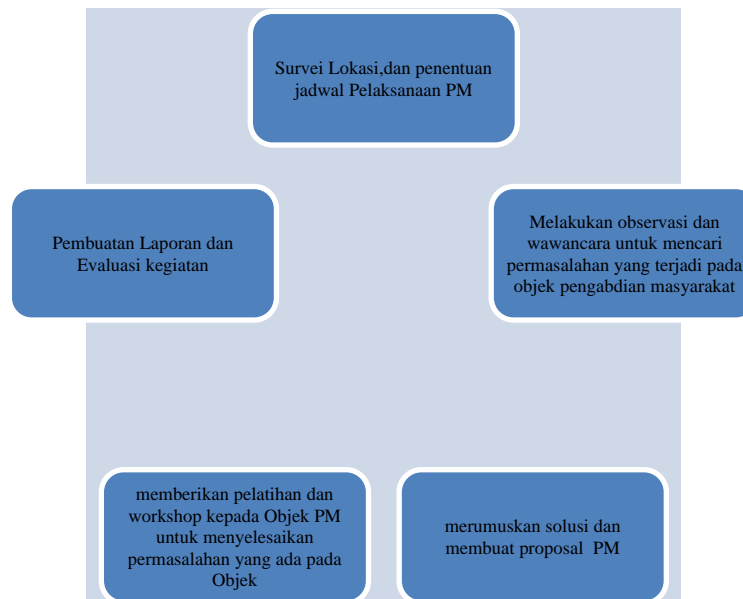 Survei Lokasi,dan penentuan
jadwal Pelaksanaan PM
Melakukan observasi dan
wawancara untuk mencari
permasalahan yang terjadi pada
objek pengabdian masyarakat
merumuskan solusi dan
membuat proposal PM
memberikan pelatihan dan
workshop kepada Objek PM
untuk menyelesaikan
permasalahan yang ada pada
Objek
Pembuatan Laporan dan
Evaluasi kegiatan